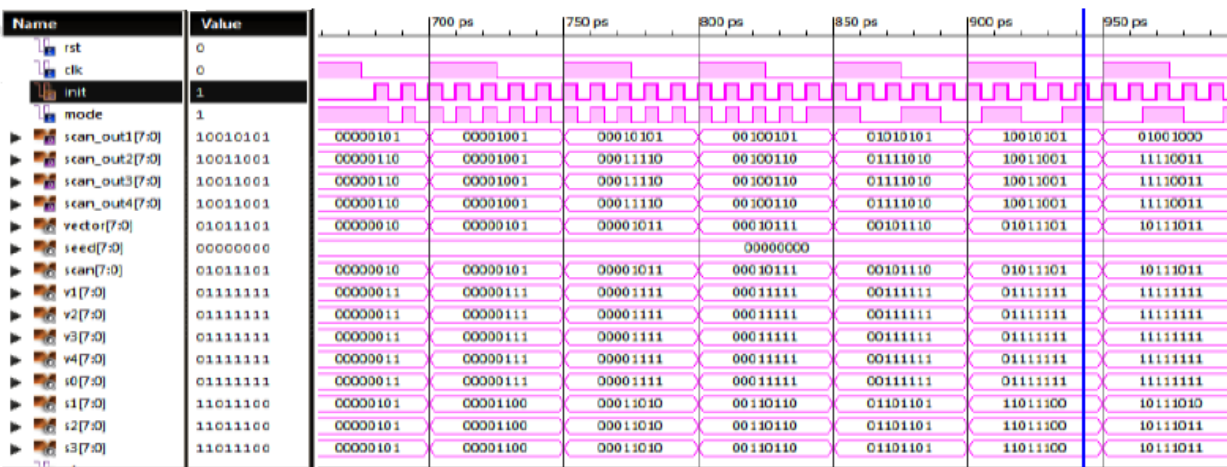 Name Value 700 ps 750 ps 800 ps 850 ps 900 ps 950 ps
rst 0
clk 0
init 1
mode 1
scan_out1[7:0] 10010101 00000101 00001001 00010101 00100101 01010101 10010101 01001000
scan_out2[7:0] 10011001 00000110 00001001 00011110 00100110 01111010 10011001 11110011
scan_out3[7:0] 10011001 00000110 00001001 00011110 00100110 01111010 10011001 11110011
scan_out4[7:0] 10011001 00000110 00001001 00011110 00100110 01111010 10011001 11110011
vector[7:0] 01011101 00000010 00000101 00001011 00010111 00101110 01011101 10111011
seed[7:0] 00000000 00000000
scan[7:0] 01011101 00000010 00000101 00001011 00010111 00101110 01011101 10111011
v1[7:0] 01111111 00000011 00000111 00001111 00011111 00111111 01111111 11111111
v2[7:0] 01111111 00000011 00000111 00001111 00011111 00111111 01111111 11111111
v3[7:0] 01111111 00000011 00000111 00001111 00011111 00111111 01111111 11111111
v4[7:0] 01111111 00000011 00000111 00001111 00011111 00111111 01111111 11111111
s0[7:0] 01111111 00000011 00000111 00001111 00011111 00111111 01111111 11111111
s1[7:0] 11011100 00000101 00001100 00011010 00110110 01101101 11011100 10111010
s2[7:0] 11011100 00000101 00001100 00011010 00110110 01101101 11011100 10111011
s3[7:0] 11011100 00000101 00001100 00011010 00110110 01101101 11011100 10111011